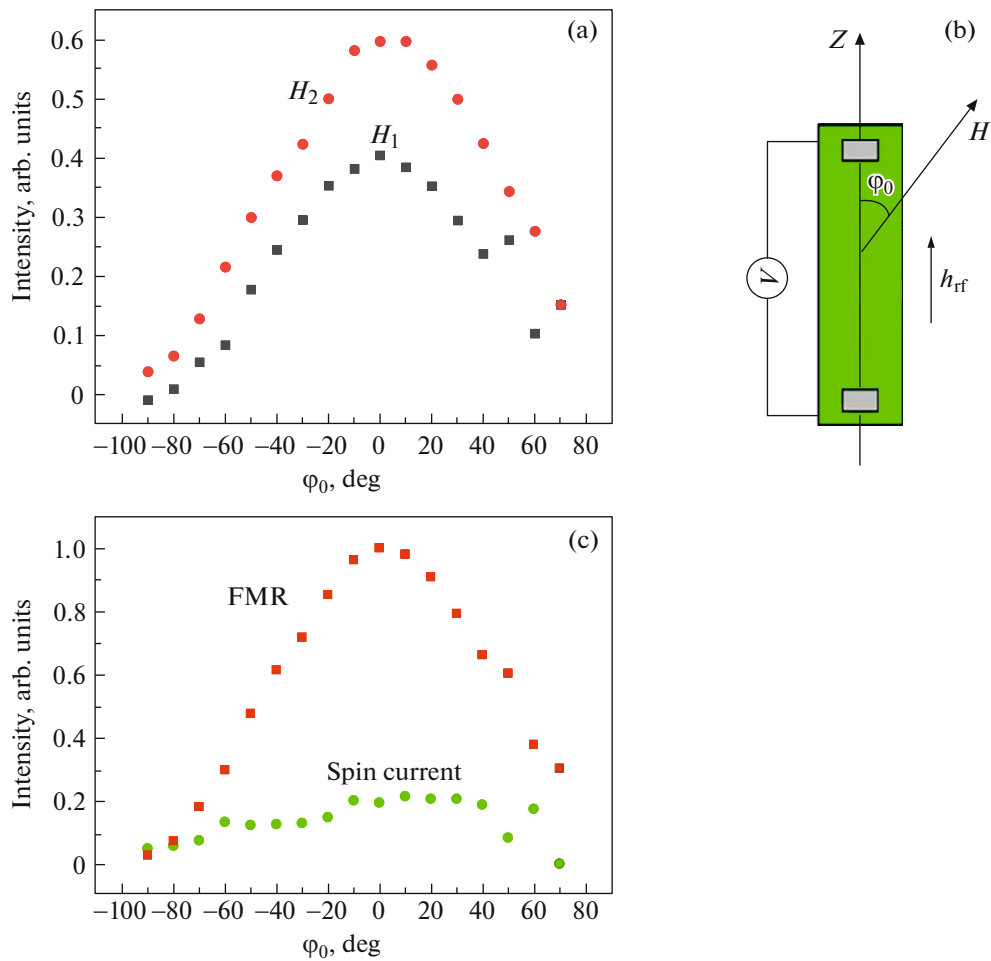 (a)
0.6
0.5
0.4
0.3
0.2
0.1
0
Intensity, arb. units
H₂
H₁
−100 −80 −60 −40 −20 0 20 40 60 80
φ₀, deg
(b)
Z
H
φ₀
V
h_rf
(c)
1.0
0.8
0.6
0.4
0.2
0
Intensity, arb. units
FMR
Spin current
−100 −80 −60 −40 −20 0 20 40 60 80
φ₀, deg